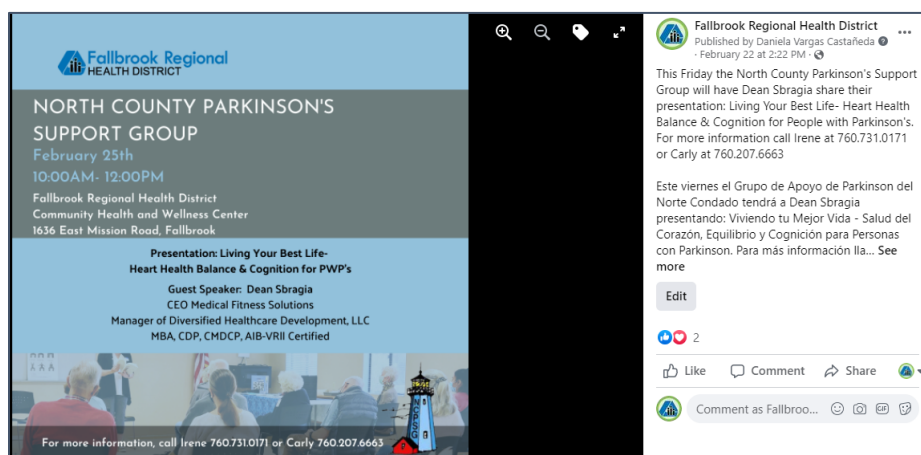 Fallbrook Regional
HEALTH DISTRICT
NORTH COUNTY PARKINSON'S
SUPPORT GROUP
February 25th
10:00AM- 12:00PM
Fallbrook Regional Health District
Community Health and Wellness Center
1636 East Mission Road, Fallbrook
Presentation: Living Your Best Life-
Heart Health Balance & Cognition for PWP's
Guest Speaker: Dean Sbragia
CEO Medical Fitness Solutions
Manager of Diversified Healthcare Development, LLC
MBA, CDP, CMDCP, AIB-VRII Certified
NCPSG
For more information, call Irene 760.731.0171 or Carly 760.207.6663
Fallbrook Regional Health District
Published by Daniela Vargas Castañeda
· February 22 at 2:22 PM ·
This Friday the North County Parkinson's Support
Group will have Dean Sbragia share their
presentation: Living Your Best Life- Heart Health
Balance & Cognition for People with Parkinson's.
For more information call Irene at 760.731.0171
or Carly at 760.207.6663
Este viernes el Grupo de Apoyo de Parkinson del
Norte Condado tendrá a Dean Sbragia
presentando: Viviendo tu Mejor Vida - Salud del
Corazón, Equilibrio y Cognición para Personas
con Parkinson. Para más información lla... See
more
Edit
2
Like Comment Share
Comment as Fallbroo... GIF